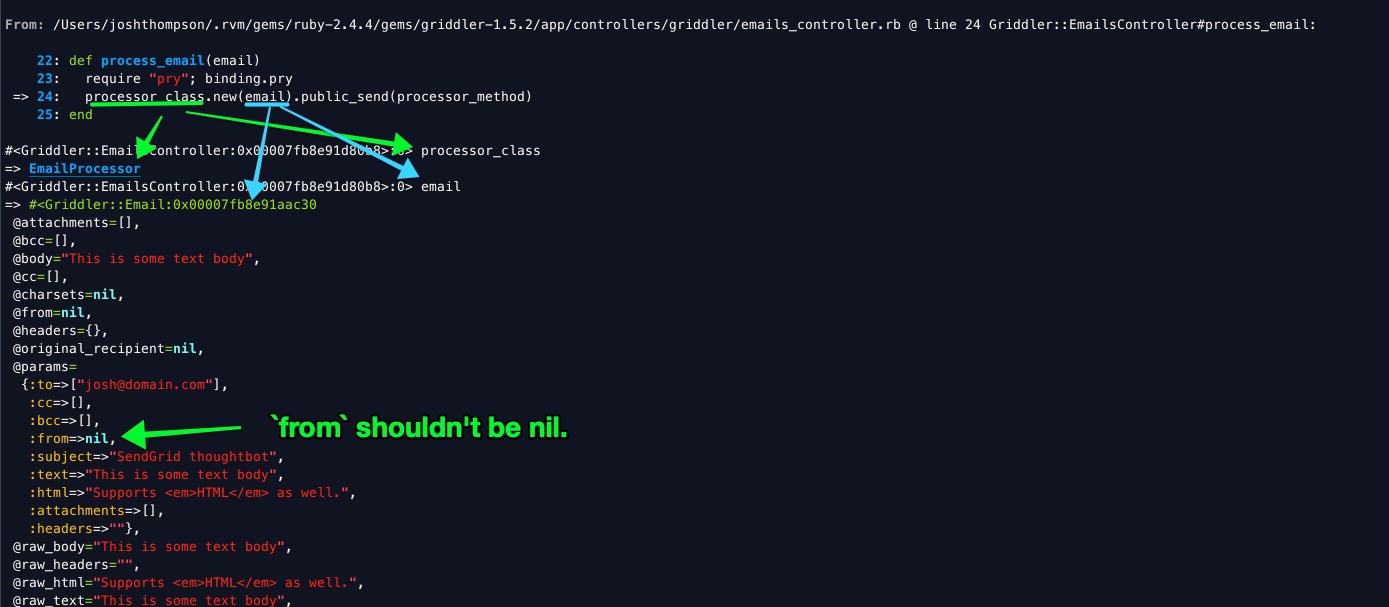 From: /Users/joshthompson/.rvm/gems/ruby-2.4.4/gems/griddler-1.5.2/app/controllers/griddler/emails_controller.rb @ line 24 Griddler::EmailsController#process_email:
22: def process_email(email)
23:   require "pry"; binding.pry
=> 24:   processor_class.new(email).public_send(processor_method)
25: end
#<Griddler::EmailsController:0x00007fb8e91d80b8>:0> processor_class
=> EmailProcessor
#<Griddler::EmailsController:0x00007fb8e91d80b8>:0> email
=> #<Griddler::Email:0x00007fb8e91aac30
@attachments=[],
@bcc=[],
@body="This is some text body",
@cc=[],
@charsets=nil,
@from=nil,
@headers={},
@original_recipient=nil,
@params=
{:to=>["josh@domain.com"],
:cc=>[],
:bcc=>[],
:from=>nil,
`from` shouldn't be nil.
:subject=>"SendGrid thoughtbot",
:text=>"This is some text body",
:html=>"Supports <em>HTML</em> as well.",
:attachments=>[],
:headers=>""},
@raw_body="This is some text body",
@raw_headers="",
@raw_html="Supports <em>HTML</em> as well.",
@raw_text="This is some text body",